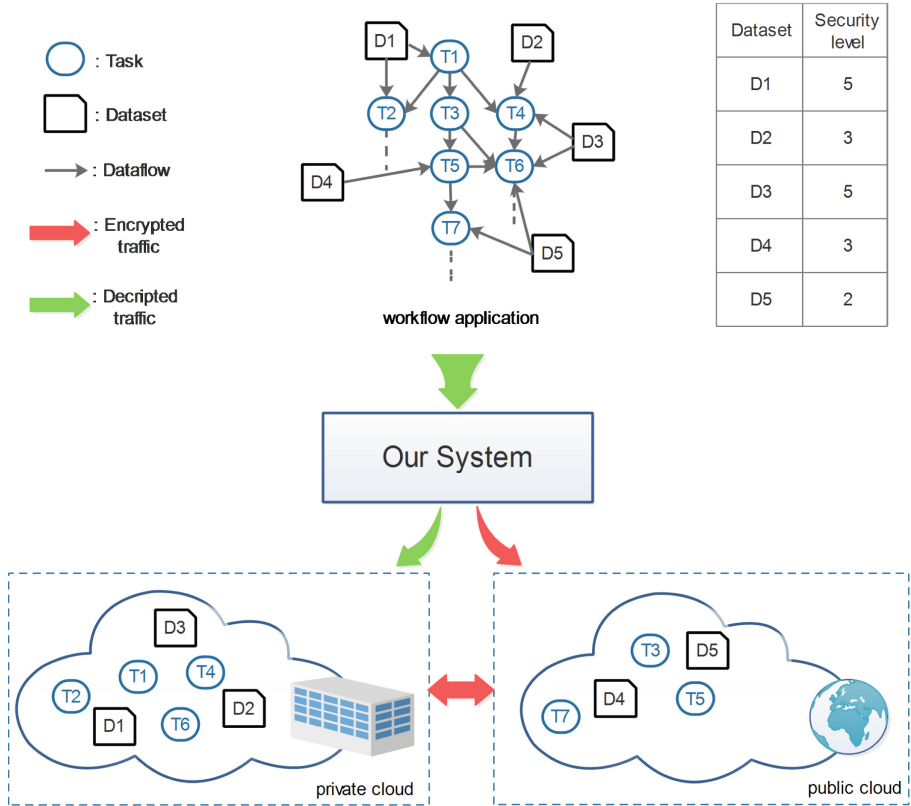 : Task
: Dataset
: Dataflow
: Encrypted
traffic
: Decripted
traffic
D1
D2
T1
T2
T3
T4
D3
D4
T5
T6
T7
D5
workflow application
Dataset
Security
level
D1 5
D2 3
D3 5
D4 3
D5 2
Our System
D3
T1
T4
T2
D1
T6
D2
private cloud
T3
D5
D4
T5
T7
public cloud